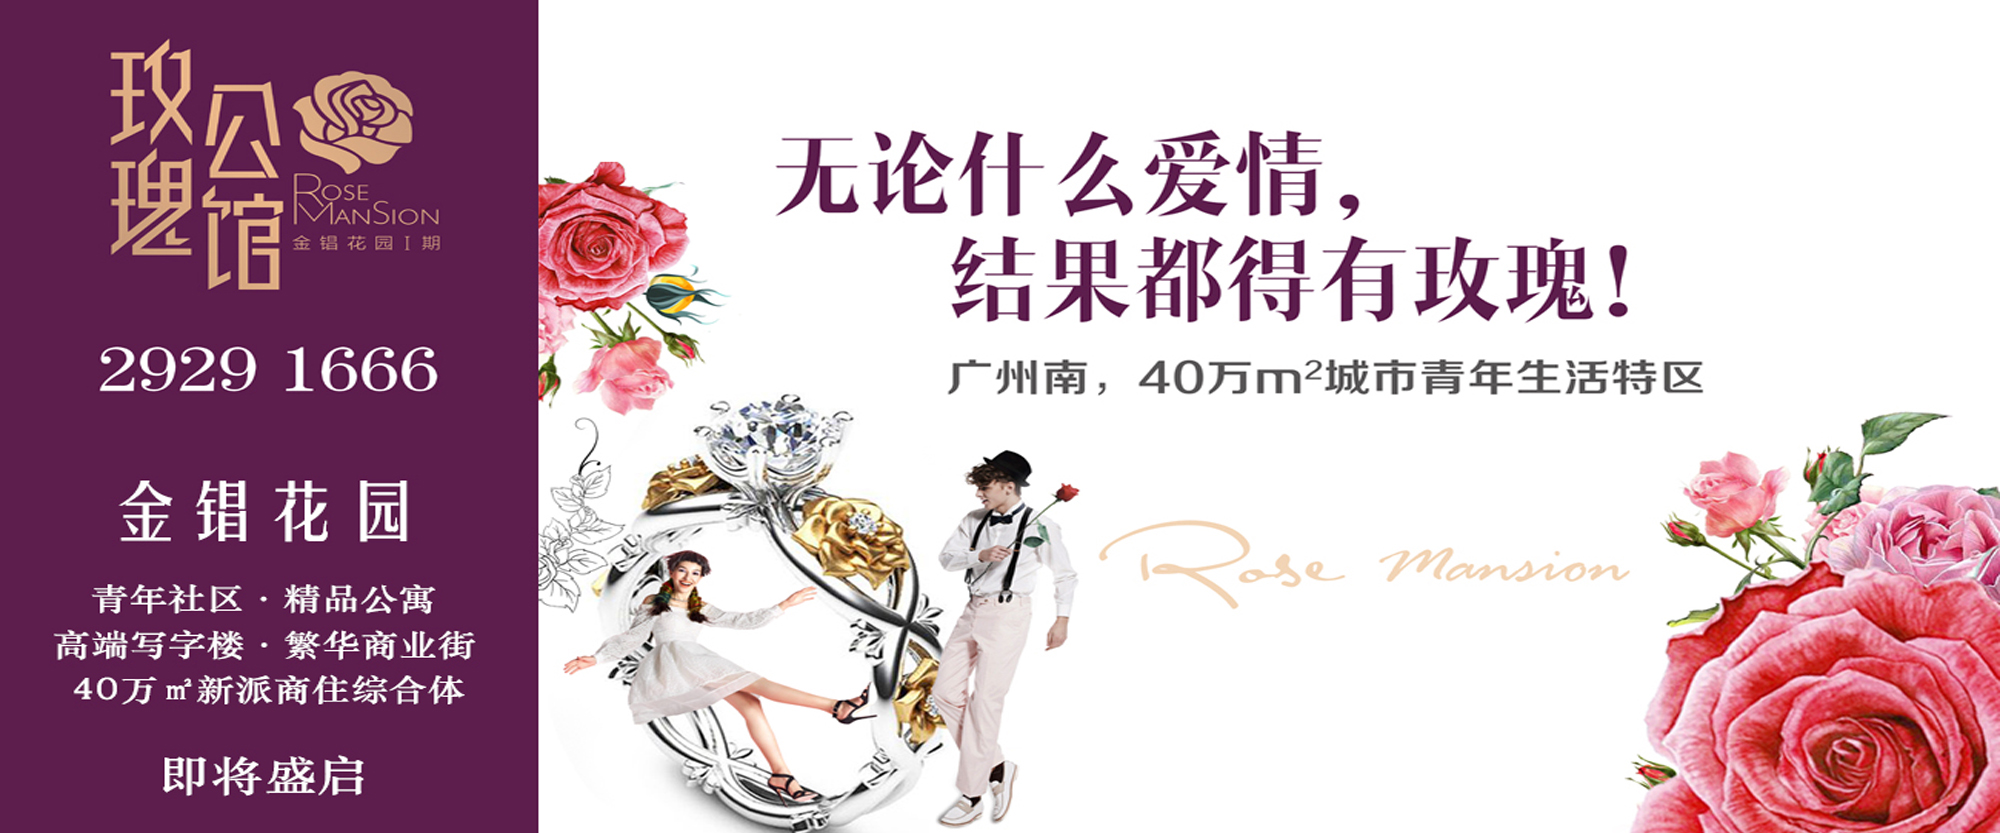 玫瑰
公馆
ROSE
MANSION
金锠花园 I 期
2929 1666
金锠花园
青年社区·精品公寓
高端写字楼·繁华商业街
40万㎡新派商住综合体
即将盛启
无论什么爱情,
结果都得有玫瑰!
广州南，40万m²城市青年生活特区
Rose Mansion